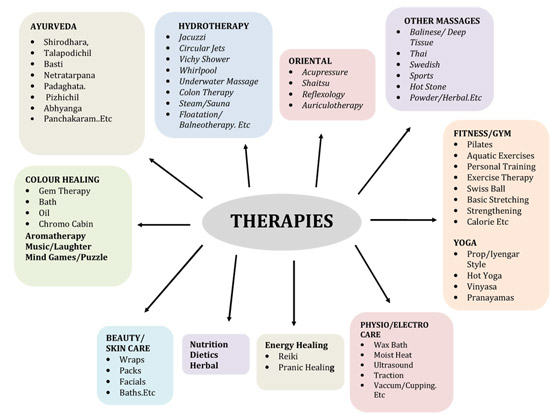 AYURVEDA
Shirodhara,
Talapodichil
Basti
Netratarpana
Padaghata.
Pizhichil
Abhyanga
Panchakaram..Etc
HYDROTHERAPY
Jacuzzi
Circular Jets
Vichy Shower
Whirlpool
Underwater Massage
Colon Therapy
Steam/Sauna
Floatation/
Balneotherapy. Etc
ORIENTAL
Acupressure
Shaitsu
Reflexology
Auriculotherapy
OTHER MASSAGES
Balinese/ Deep
Tissue
Thai
Swedish
Sports
Hot Stone
Powder/Herbal.Etc
COLOUR HEALING
Gem Therapy
Bath
Oil
Chromo Cabin
Aromatherapy
Music/Laughter
Mind Games/Puzzle
THERAPIES
FITNESS/GYM
Pilates
Aquatic Exercises
Personal Training
Exercise Therapy
Swiss Ball
Basic Stretching
Strengthening
Calorie Etc
YOGA
Prop/Iyengar
Style
Hot Yoga
Vinyasa
Pranayamas
BEAUTY/
SKIN CARE
Wraps
Packs
Facials
Baths.Etc
Nutrition
Dietics
Herbal
Energy Healing
Reiki
Pranic Healing
PHYSIO/ELECTRO
CARE
Wax Bath
Moist Heat
Ultrasound
Traction
Vaccum/Cupping.
Etc